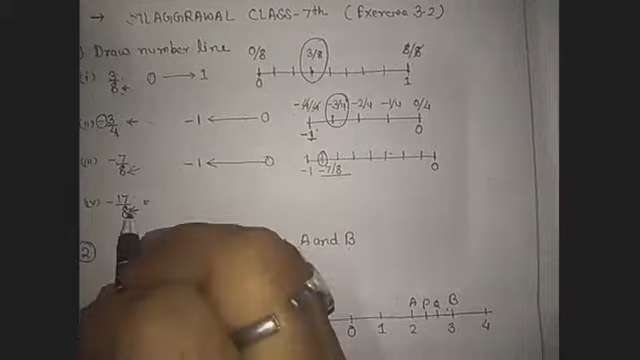 → MLAGGRAWAL CLASS-7th (Exercise 3.2)
) Draw number line
0/8 3/8 8/8
(i) 3/8 0 → 1
0 1
-4/4 -3/4 -2/4 -1/4 0/4
(ii) -3/4 -1 ← 0
-1 0
(iii) -7/8 -1 ← 0
-1 -7/8 0
(iv) -17/8 =
2 A and B
A P Q B
0 1 2 3 4